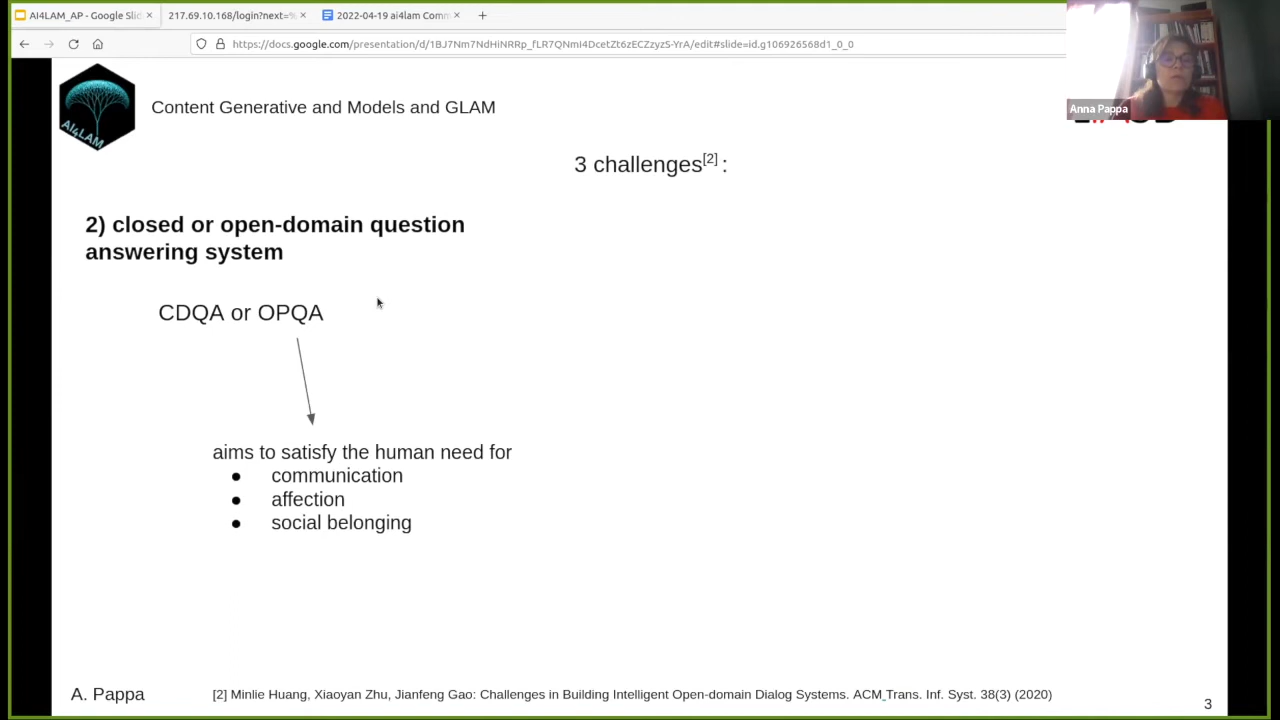 AI4LAM_AP - Google Slid
217.69.10.168/login?next=%
2022-04-19 ai4lam Comm
https://docs.google.com/presentation/d/1BJ7Nm7NdHiNRRp_fLR7QNmI4DcetZt6zECZzyzS-YrA/edit#slide=id.g106926568d1_0_0
Anna Pappa
AI4LAM
Content Generative and Models and GLAM
3 challenges[2] :
2) closed or open-domain question
answering system
CDQA or OPQA
aims to satisfy the human need for
● communication
● affection
● social belonging
A. Pappa
[2] Minlie Huang, Xiaoyan Zhu, Jianfeng Gao: Challenges in Building Intelligent Open-domain Dialog Systems. ACM Trans. Inf. Syst. 38(3) (2020)
3